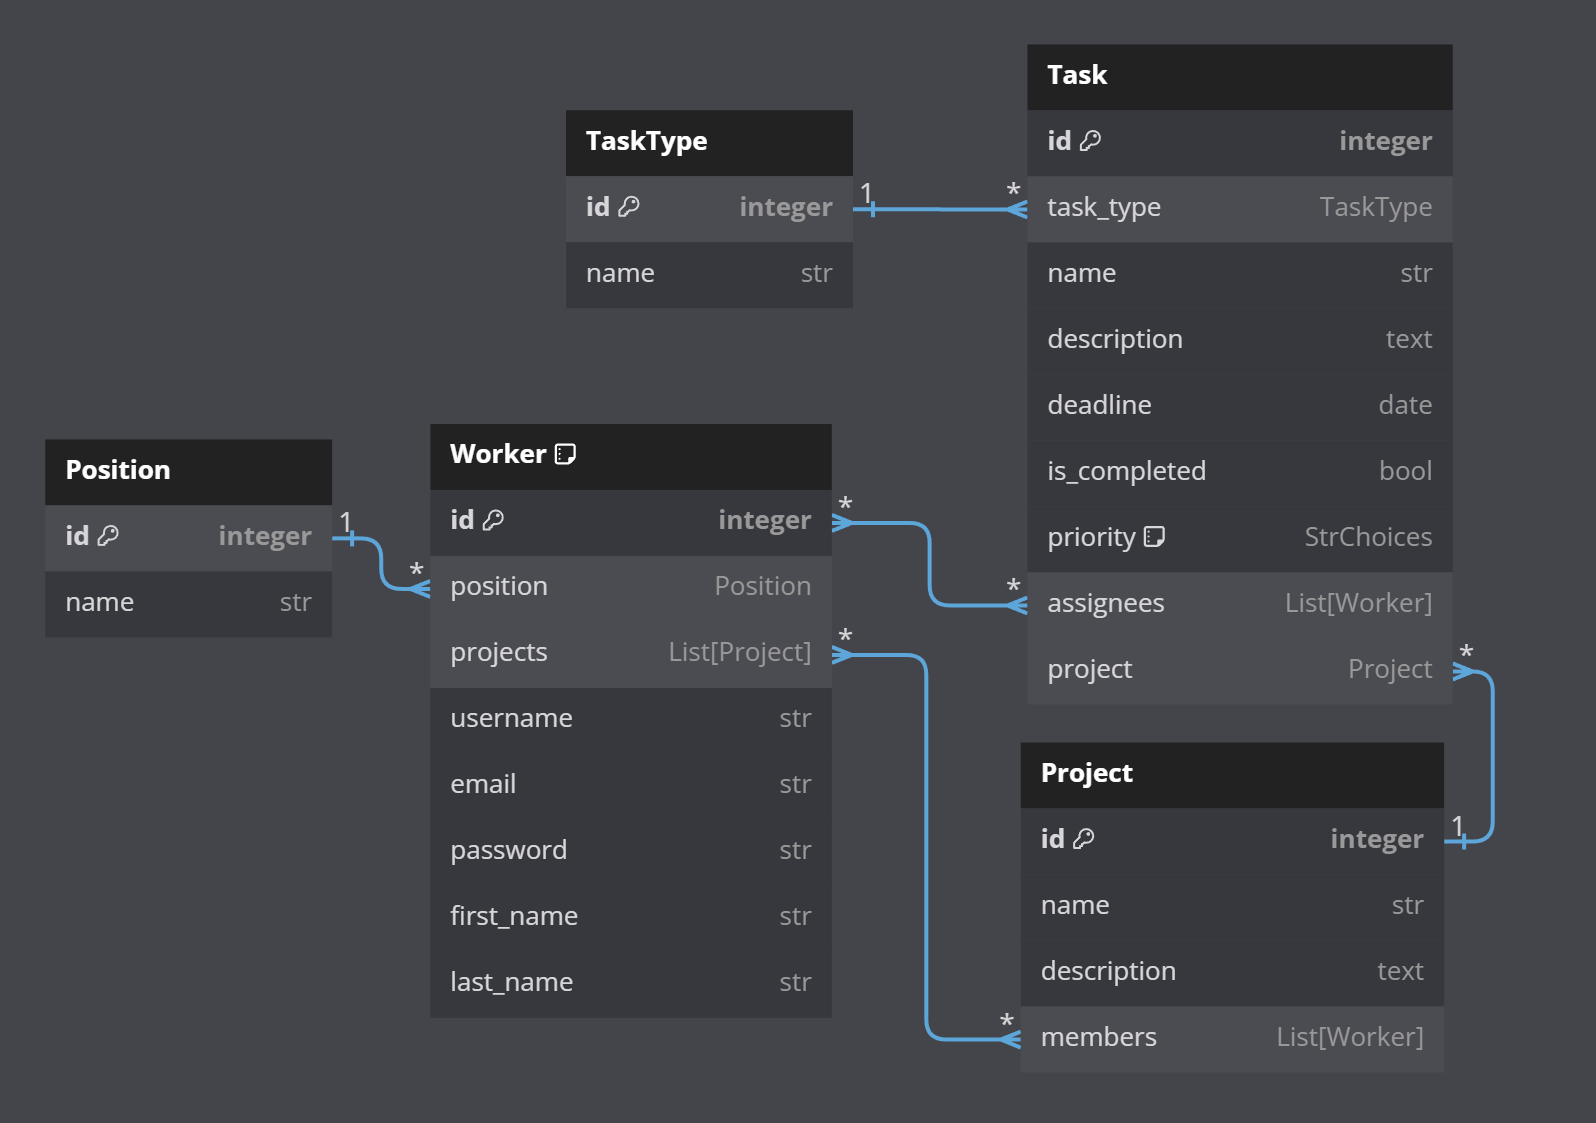 Task
id integer
task_type TaskType
name str
description text
deadline date
is_completed bool
priority StrChoices
assignees List[Worker]
project Project
TaskType
id integer
name str
1 *
Position
id integer
name str
1 *
Worker
id integer
position Position
projects List[Project]
username str
email str
password str
first_name str
last_name str
* *
* *
Project
id integer
name str
description text
members List[Worker]
*
1